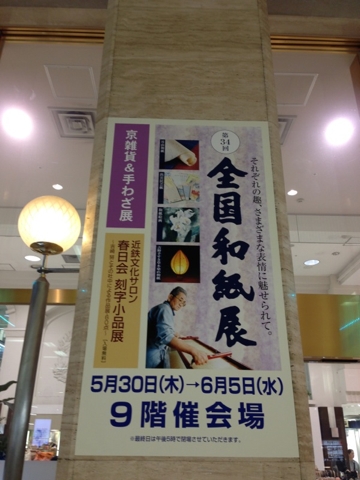 第34回
全国和紙展
それぞれの趣、さまざまな表情に魅せられて。
京雑貨&手わざ展
近鉄文化サロン
春日会 刻字小品展
5月30日(木)→6月5日(水)
9階催会場
※最終日は午後5時で閉場させていただきます。